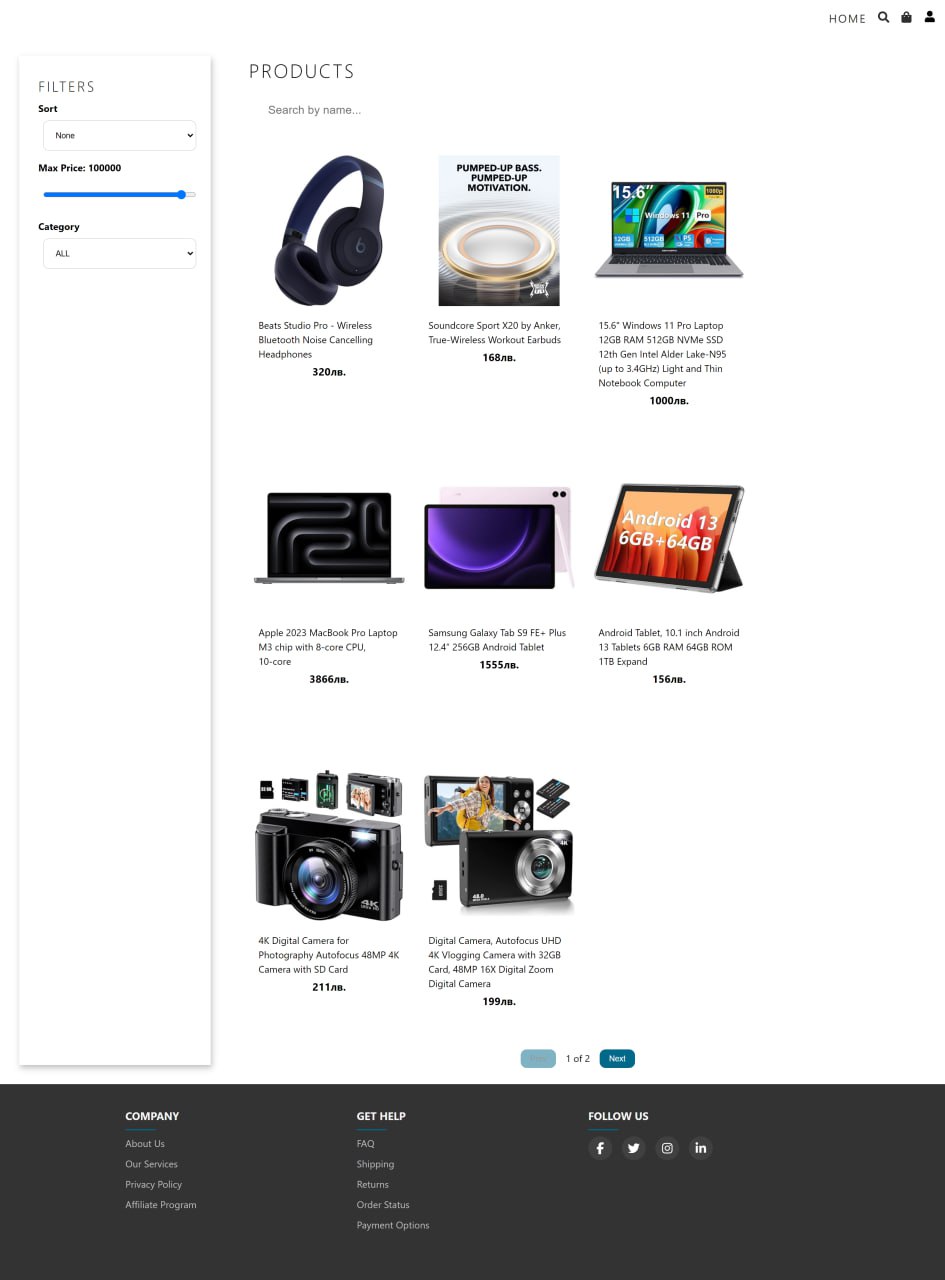 HOME
FILTERS
Sort
None
Max Price: 100000
Category
ALL
PRODUCTS
Search by name...
PUMPED-UP BASS.
PUMPED-UP
MOTIVATION.
15.6"
1080p
Windows 11 Pro
12GB
512GB
IPS
Beats Studio Pro - Wireless
Bluetooth Noise Cancelling
Headphones
320лв.
Soundcore Sport X20 by Anker,
True-Wireless Workout Earbuds
168лв.
15.6” Windows 11 Pro Laptop
12GB RAM 512GB NVMe SSD
12th Gen Intel Alder Lake-N95
(up to 3.4GHz) Light and Thin
Notebook Computer
1000лв.
Android 13
6GB+64GB
Apple 2023 MacBook Pro Laptop
M3 chip with 8‑core CPU,
10‑core
3866лв.
Samsung Galaxy Tab S9 FE+ Plus
12.4” 256GB Android Tablet
1555лв.
Android Tablet, 10.1 inch Android
13 Tablets 6GB RAM 64GB ROM
1TB Expand
156лв.
4K
4K
48.0
4K Digital Camera for
Photography Autofocus 48MP 4K
Camera with SD Card
211лв.
Digital Camera, Autofocus UHD
4K Vlogging Camera with 32GB
Card, 48MP 16X Digital Zoom
Digital Camera
199лв.
Prev
1 of 2
Next
COMPANY
About Us
Our Services
Privacy Policy
Affiliate Program
GET HELP
FAQ
Shipping
Returns
Order Status
Payment Options
FOLLOW US